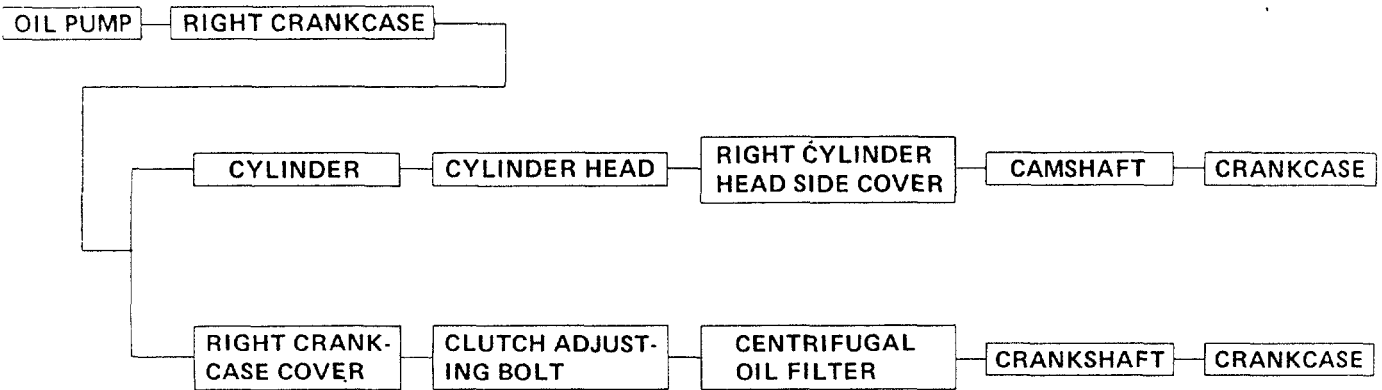 OIL PUMP
RIGHT CRANKCASE
CYLINDER
CYLINDER HEAD
RIGHT CYLINDER
HEAD SIDE COVER
CAMSHAFT
CRANKCASE
RIGHT CRANK-
CASE COVER
CLUTCH ADJUST-
ING BOLT
CENTRIFUGAL
OIL FILTER
CRANKSHAFT
CRANKCASE